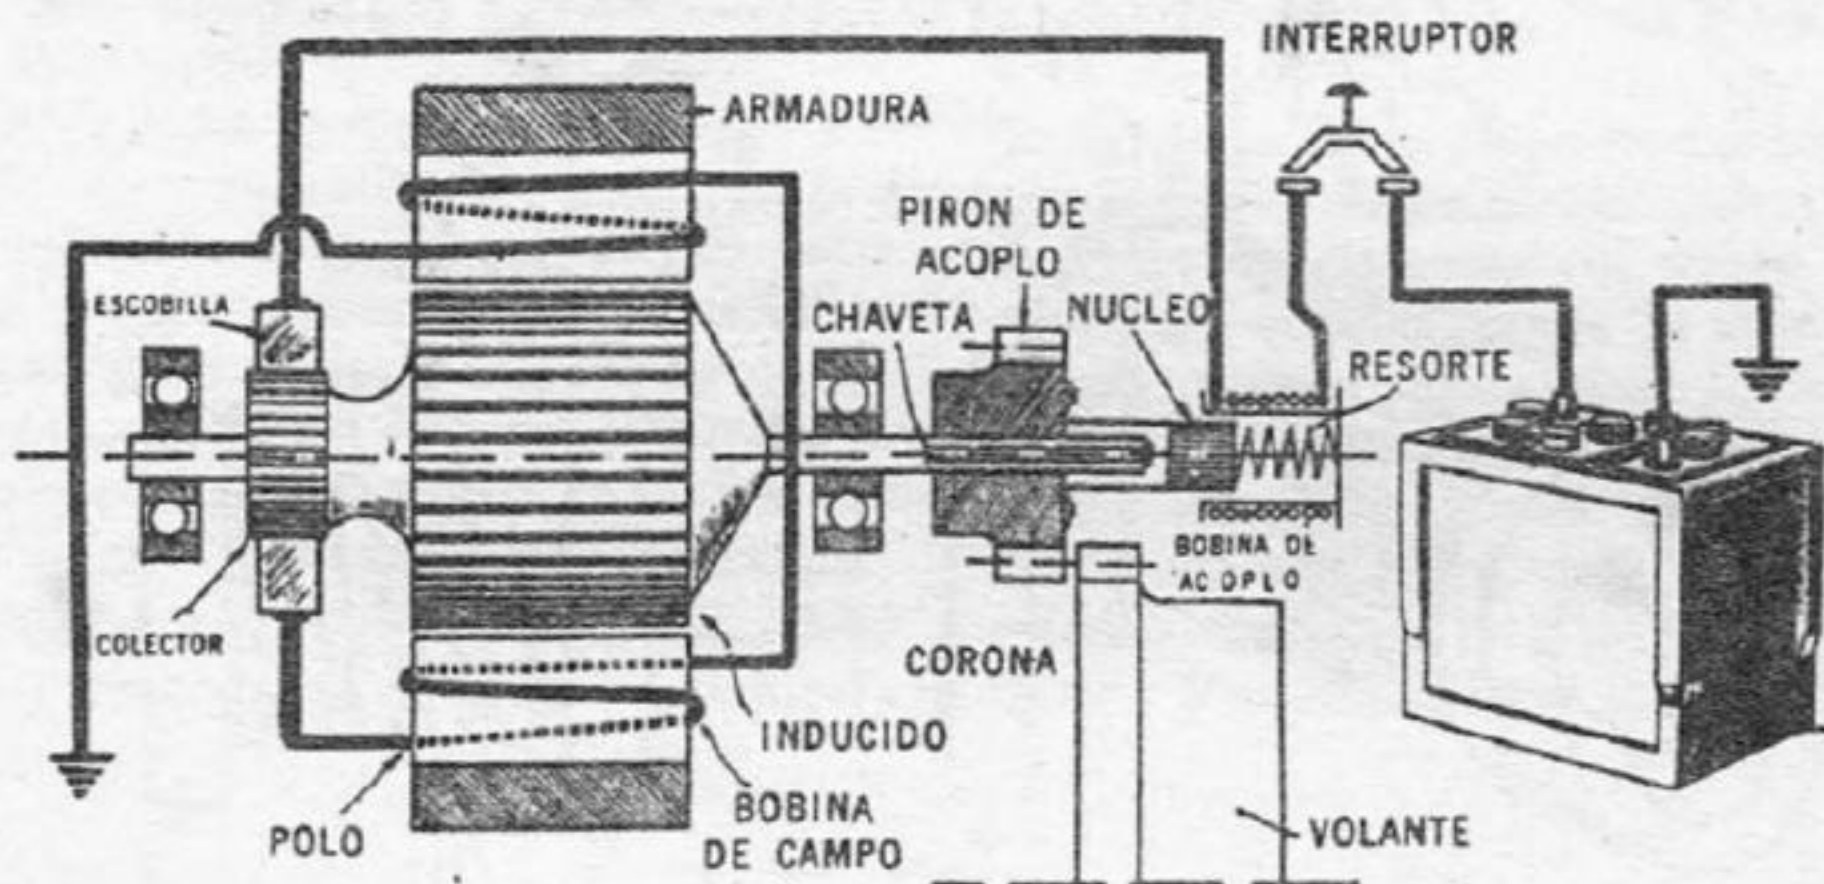 INTERRUPTOR
ARMADURA
PIRON DE
ACOPLO
ESCOBILLA
CHAVETA
NUCLEO
RESORTE
BOBINA DE
ACOPLO
COLECTOR
CORONA
INDUCIDO
BOBINA
DE CAMPO
POLO
VOLANTE